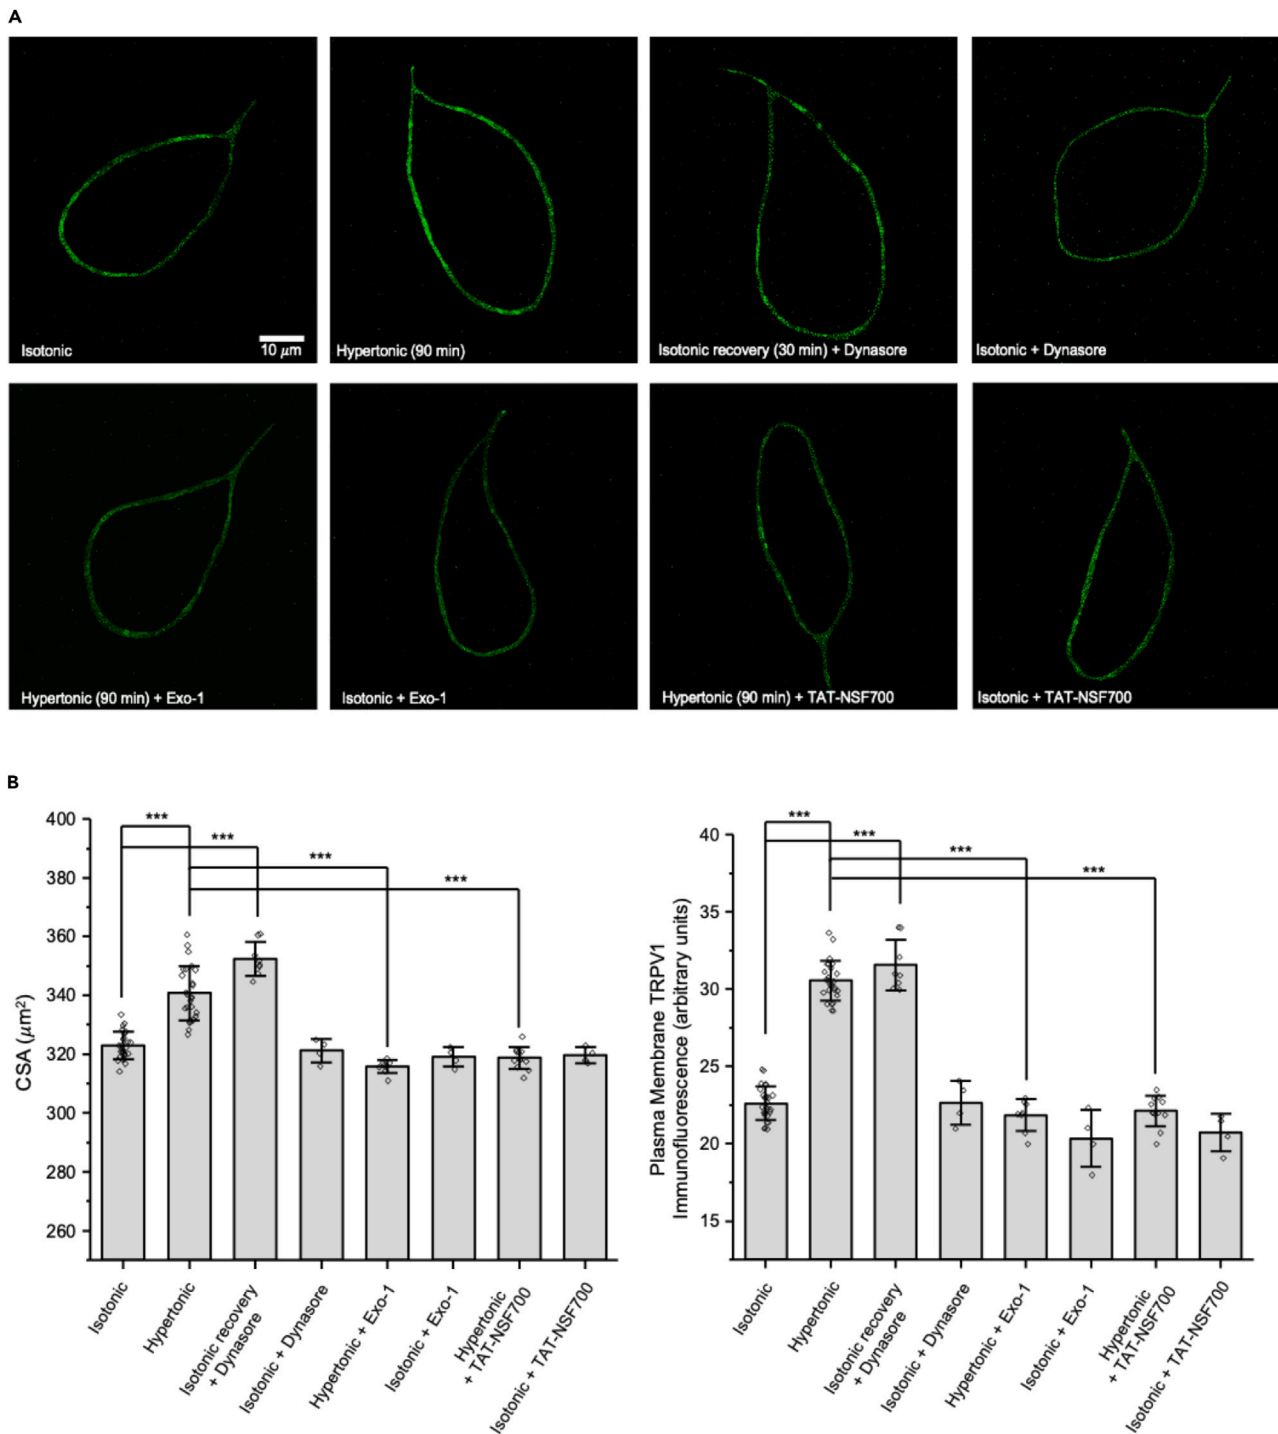 A
Isotonic
10 μm
Hypertonic (90 min)
Isotonic recovery (30 min) + Dynasore
Isotonic + Dynasore
Hypertonic (90 min) + Exo-1
Isotonic + Exo-1
Hypertonic (90 min) + TAT-NSF700
Isotonic + TAT-NSF700
B
CSA (μm²)
400
380
360
340
320
300
280
260
***
***
***
***
Isotonic
Hypertonic
Isotonic recovery
+ Dynasore
Isotonic + Dynasore
Hypertonic + Exo-1
Isotonic + Exo-1
Hypertonic
+ TAT-NSF700
Isotonic + TAT-NSF700
Plasma Membrane TRPV1
Immunofluorescence (arbitrary units)
40
35
30
25
20
15
***
***
***
***
Isotonic
Hypertonic
Isotonic recovery
+ Dynasore
Isotonic + Dynasore
Hypertonic + Exo-1
Isotonic + Exo-1
Hypertonic
+ TAT-NSF700
Isotonic + TAT-NSF700